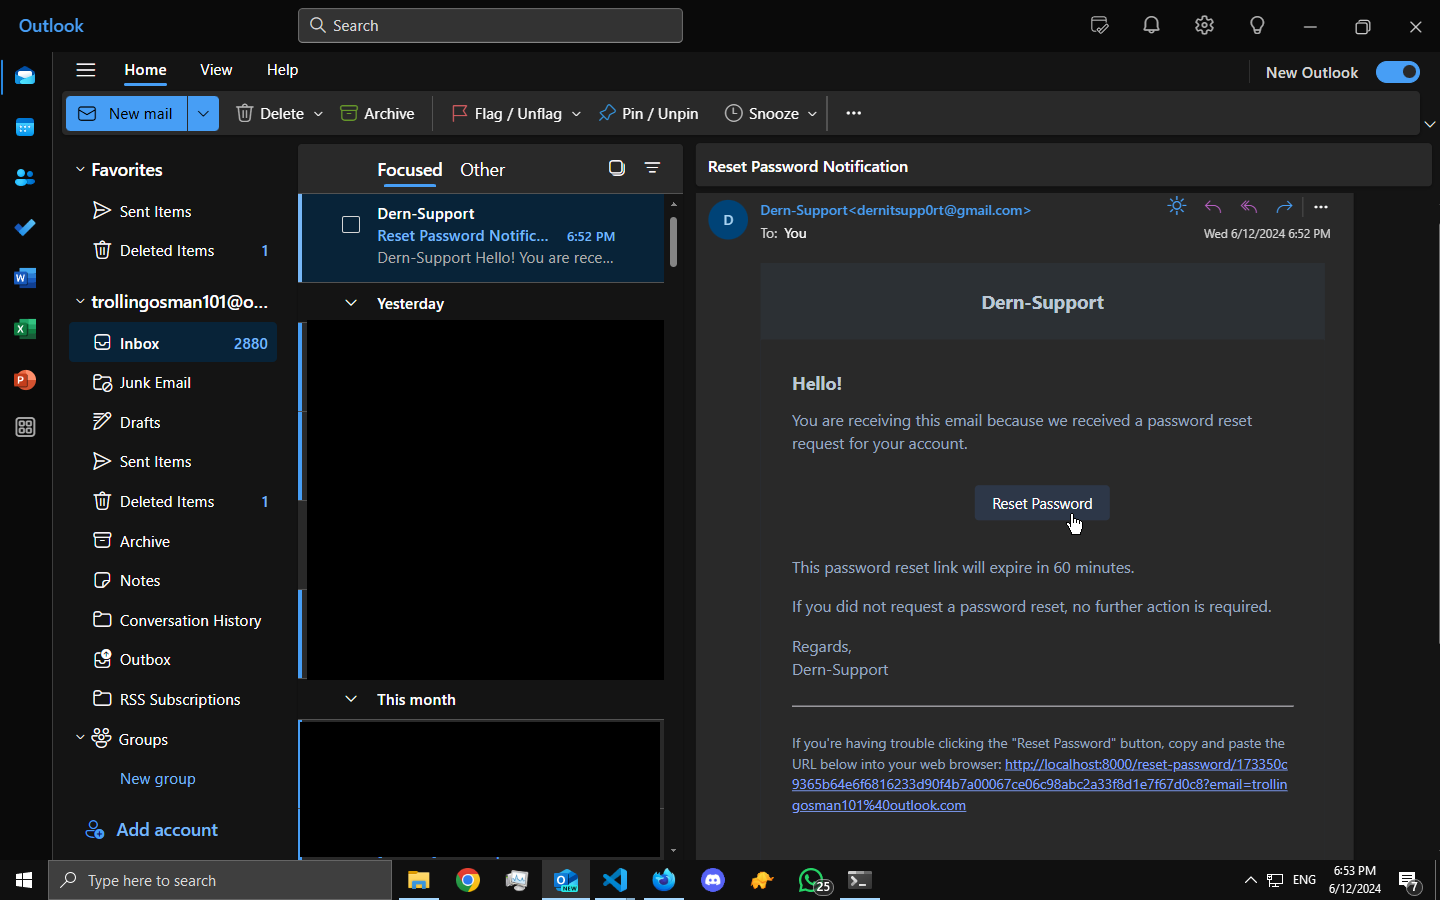 Outlook
Search
Home View Help
New Outlook
New mail
Delete
Archive
Flag / Unflag
Pin / Unpin
Snooze
Favorites
Sent Items
Deleted Items 1
trollingosman101@o...
Inbox 2880
Junk Email
Drafts
Sent Items
Deleted Items 1
Archive
Notes
Conversation History
Outbox
RSS Subscriptions
Groups
New group
Add account
Focused Other
Dern-Support
Reset Password Notific... 6:52 PM
Dern-Support Hello! You are rece...
Yesterday
This month
Reset Password Notification
D
Dern-Support<dernitsupp0rt@gmail.com>
To: You
Wed 6/12/2024 6:52 PM
Dern-Support
Hello!
You are receiving this email because we received a password reset
request for your account.
Reset Password
This password reset link will expire in 60 minutes.
If you did not request a password reset, no further action is required.
Regards,
Dern-Support
If you're having trouble clicking the "Reset Password" button, copy and paste the
URL below into your web browser: http://localhost:8000/reset-password/173350c
9365b64e6f6816233d90f4b7a00067ce06c98abc2a33f8d1e7f67d0c8?email=trollin
gosman101%40outlook.com
Type here to search
NEW
25
ENG
6:53 PM
6/12/2024
7